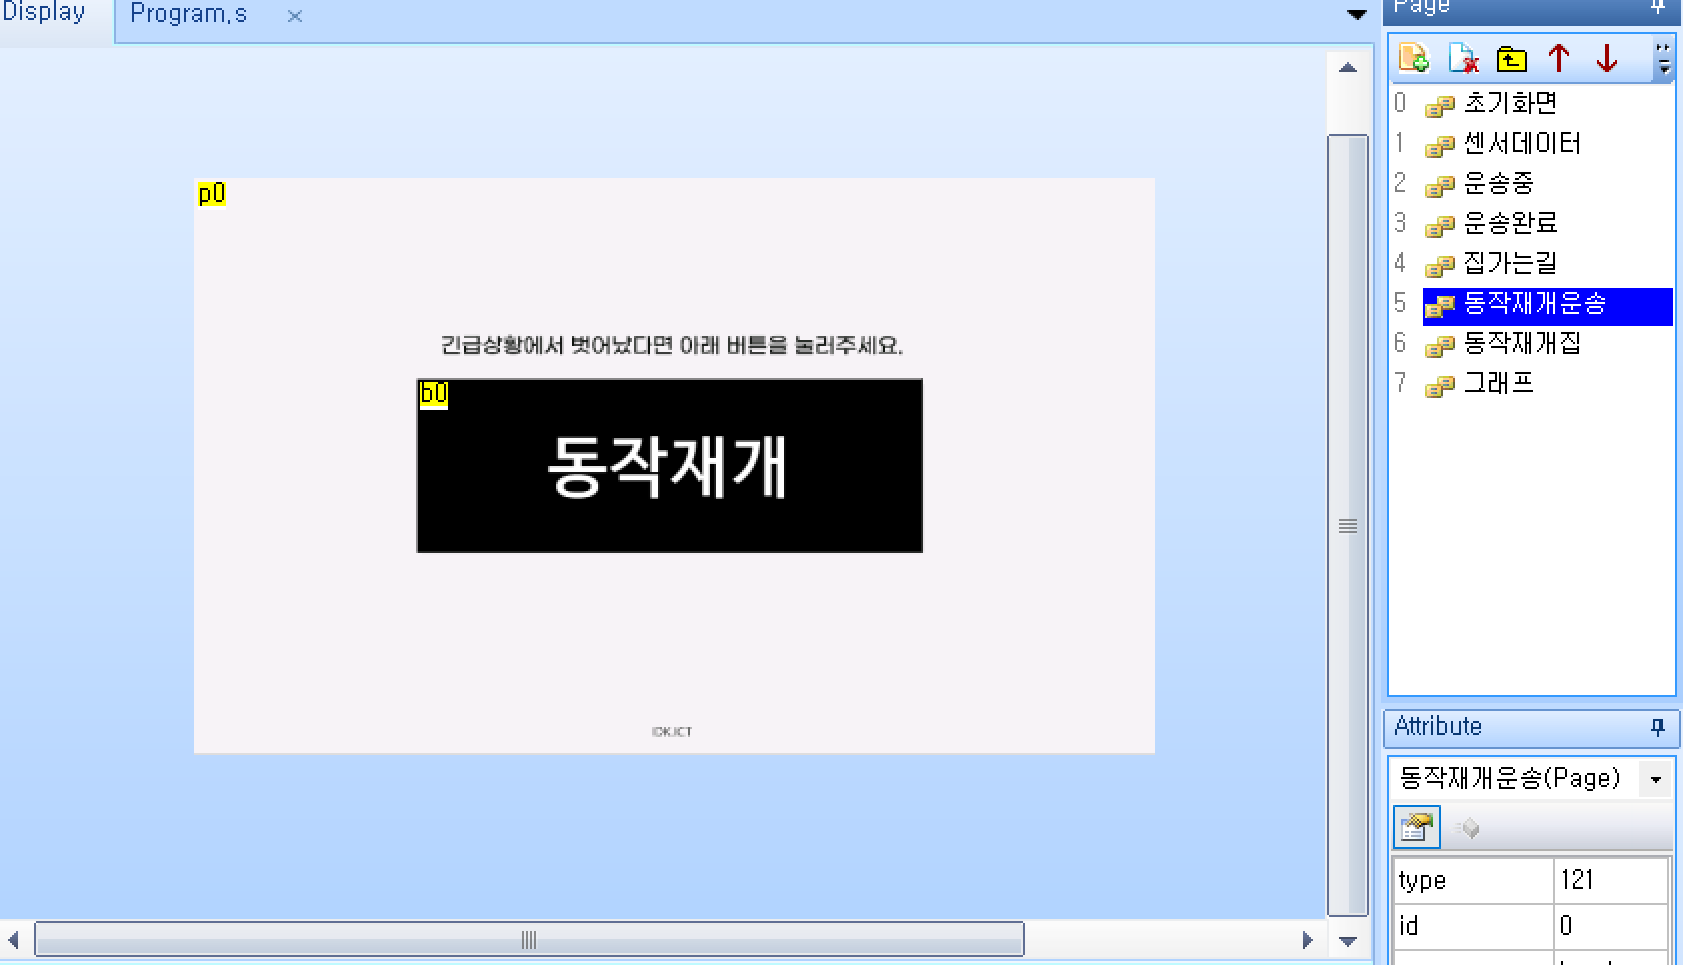 Display
Program.s
p0
긴급상황에서 벗어났다면 아래 버튼을 눌러주세요.
b0
동작재개
IDK.ICT
Page
0 초기화면
1 센서데이터
2 운송중
3 운송완료
4 집가는길
5 동작재개운송
6 동작재개집
7 그래프
Attribute
동작재개운송(Page)
type 121
id 0